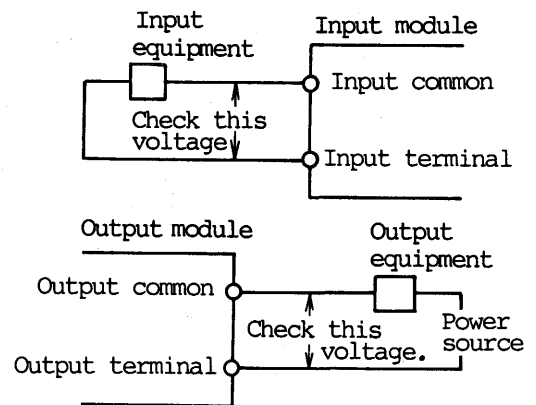 Input
equipment
Input module
Input common
Check this
voltage
Input terminal
Output module
Output
equipment
Output common
Check this
voltage.
Power
source
Output terminal